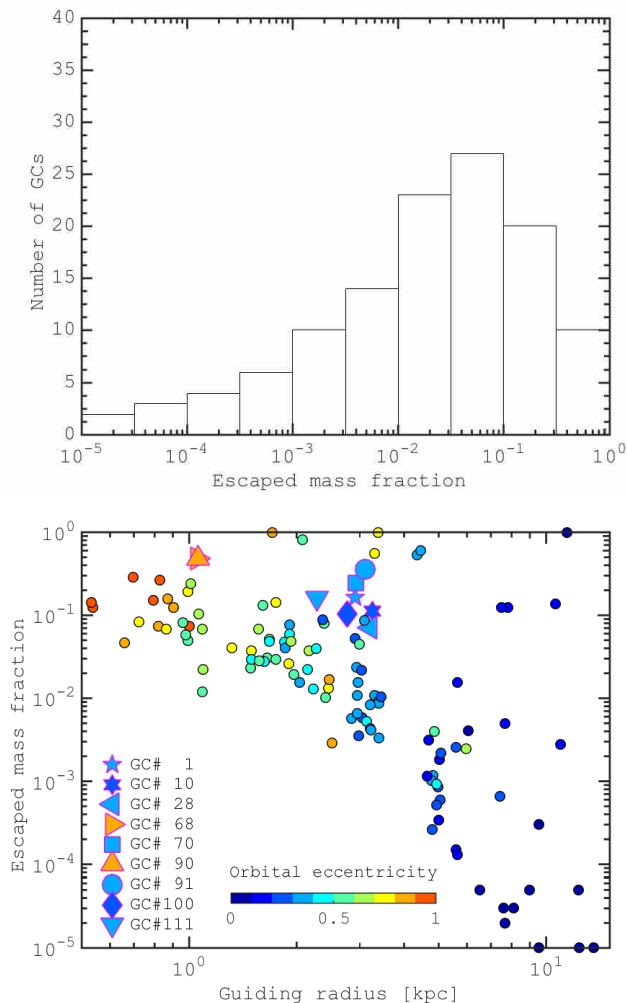 40
35
30
25
20
15
10
5
0
Number of GCs
10^-5 10^-4 10^-3 10^-2 10^-1 10^0
Escaped mass fraction
10^0
10^-1
10^-2
10^-3
10^-4
10^-5
Escaped mass fraction
GC# 1
GC# 10
GC# 28
GC# 68
GC# 70
GC# 90
GC# 91
GC#100
GC#111
Orbital eccentricity
0 0.5 1
10^0 10^1
Guiding radius [kpc]